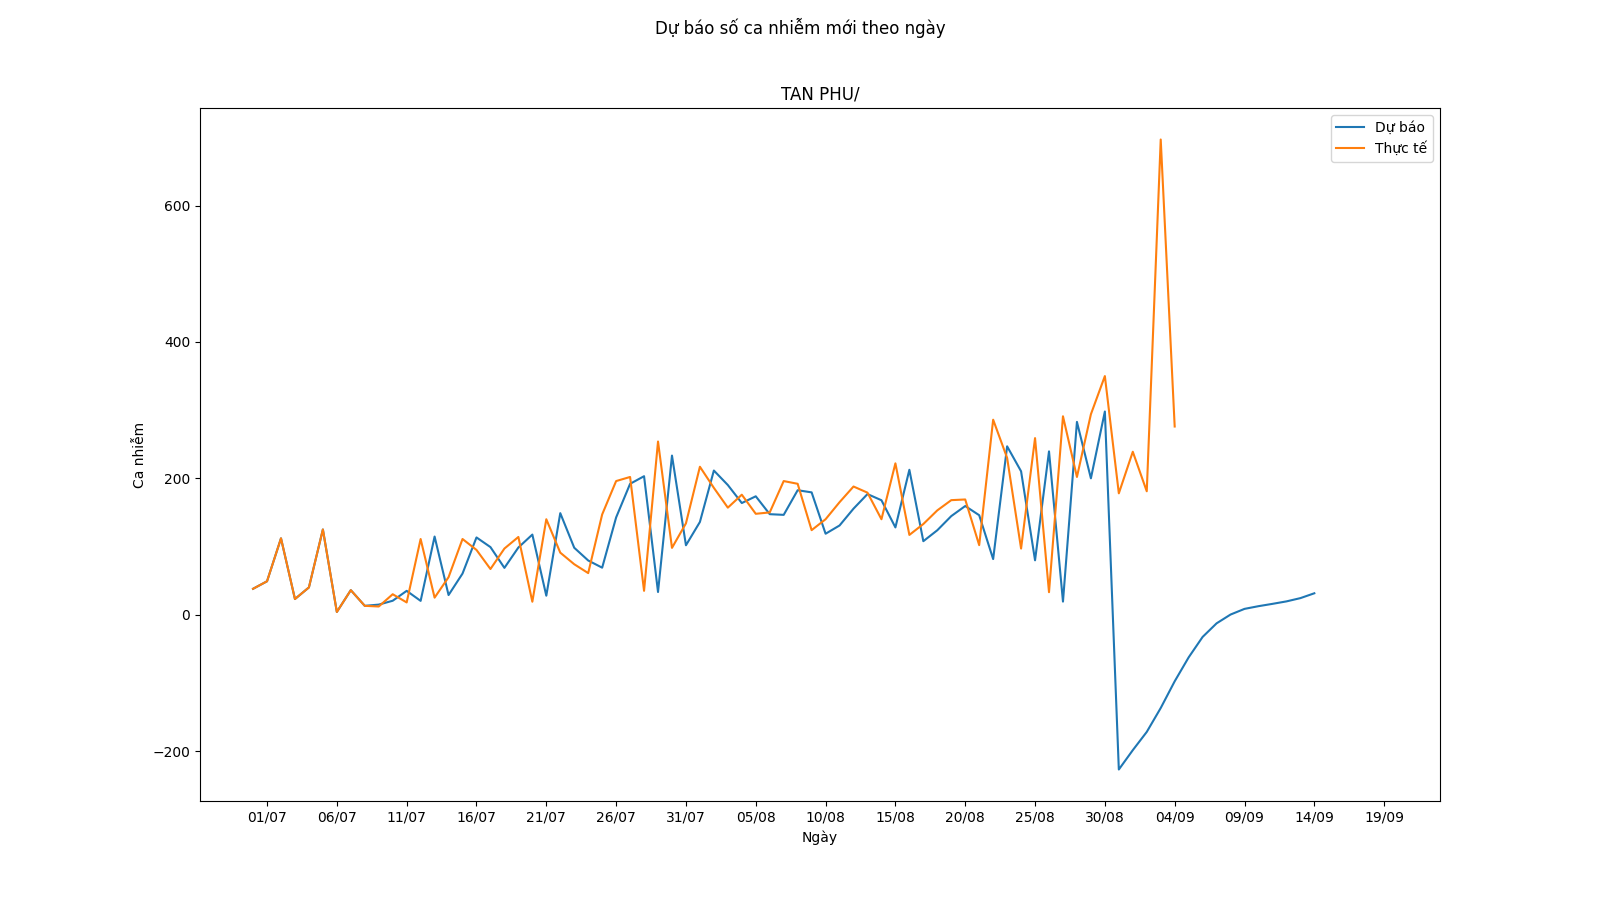 Dự báo số ca nhiễm mới theo ngày
TAN PHU/
Dự báo
Thực tế
600
400
200
0
−200
Ca nhiễm
01/07 06/07 11/07 16/07 21/07 26/07 31/07 05/08 10/08 15/08 20/08 25/08 30/08 04/09 09/09 14/09 19/09
Ngày